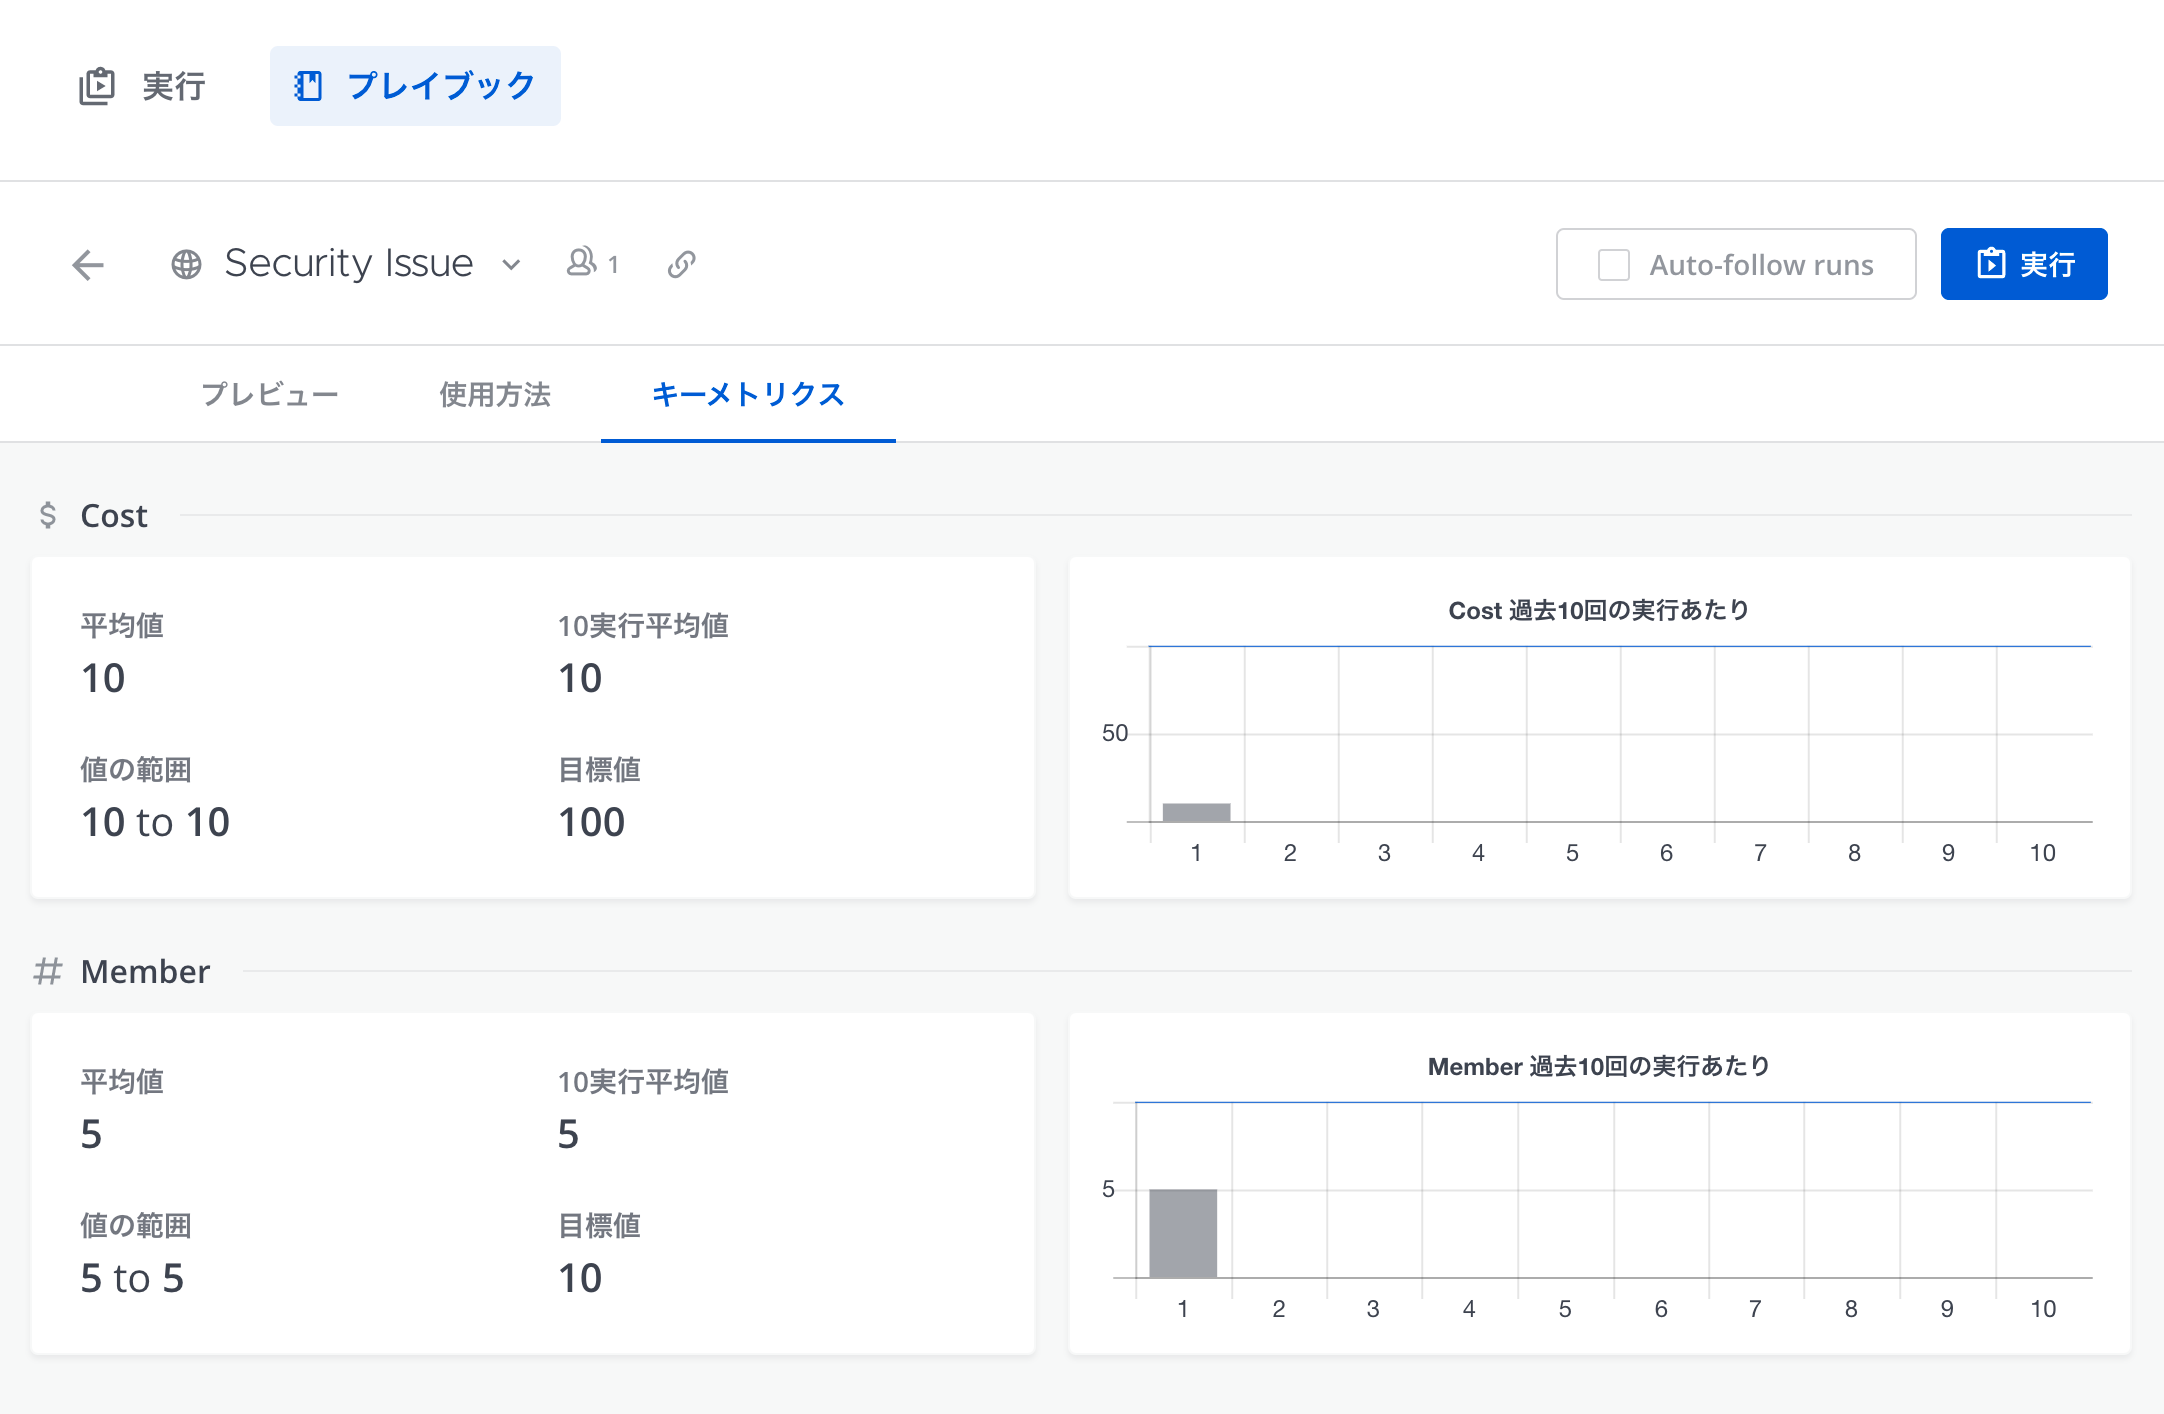 実行 プレイブック
Security Issue 1 Auto-follow runs 実行
プレビュー 使用方法 キーメトリクス
$ Cost
平均値 10実行平均値
10 10
値の範囲 目標値
10 to 10 100
Cost 過去10回の実行あたり
50
1 2 3 4 5 6 7 8 9 10
# Member
平均値 10実行平均値
5 5
値の範囲 目標値
5 to 5 10
Member 過去10回の実行あたり
5
1 2 3 4 5 6 7 8 9 10